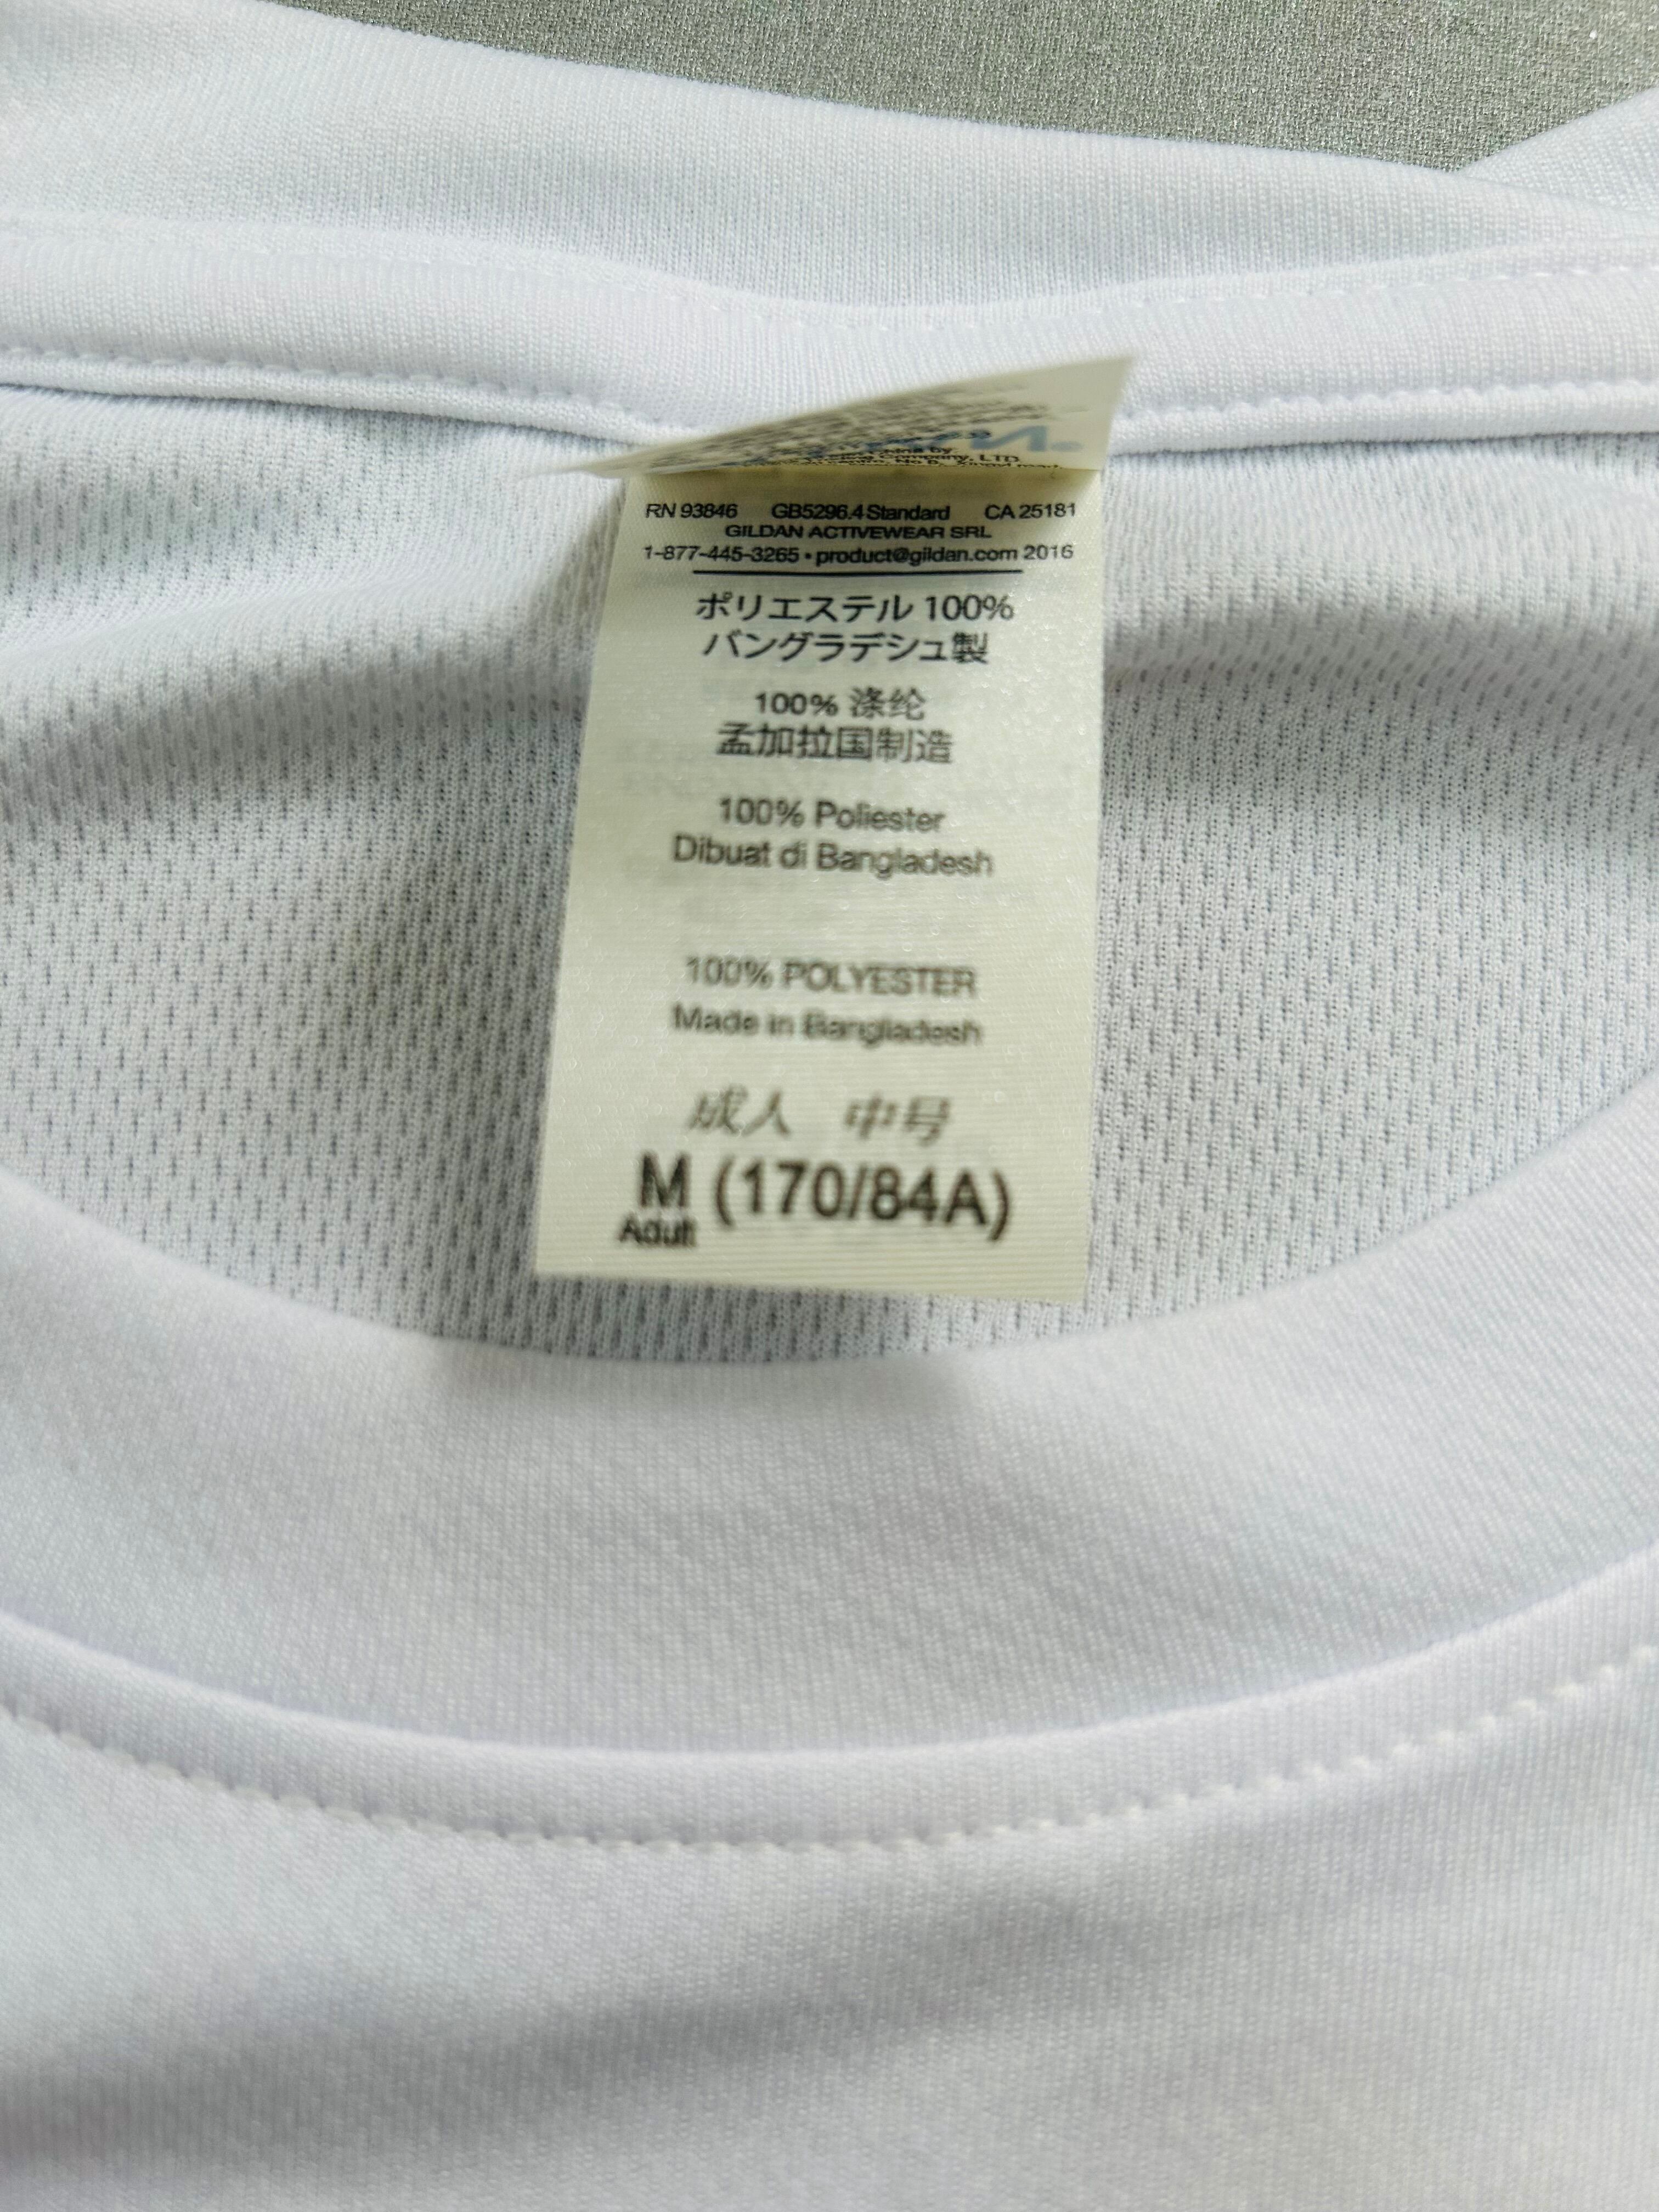 RN 93846 GB5296.4 Standard CA 25181
GILDAN ACTIVEWEAR SRL
1-877-445-3265 • product@gildan.com 2016
ポリエステル 100%
バングラデシュ製
100% 涤纶
孟加拉国制造
100% Poliester
Dibuat di Bangladesh
100% POLYESTER
Made in Bangladesh
成人 中号
M (170/84A)
Adult